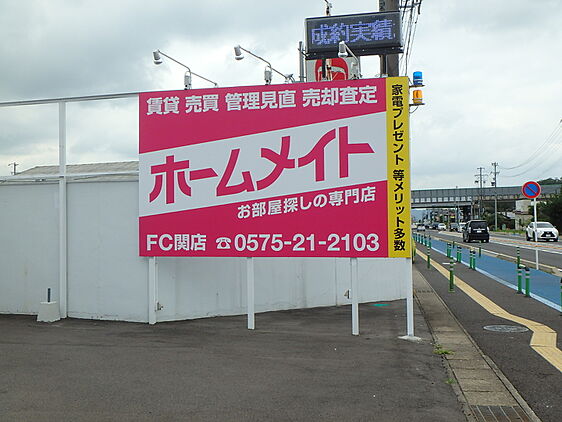 成約実績
賃貸 売買 管理見直 売却査定
ホームメイト
お部屋探しの専門店
FC関店 ☎0575-21-2103
家電プレゼント 等メリット多数